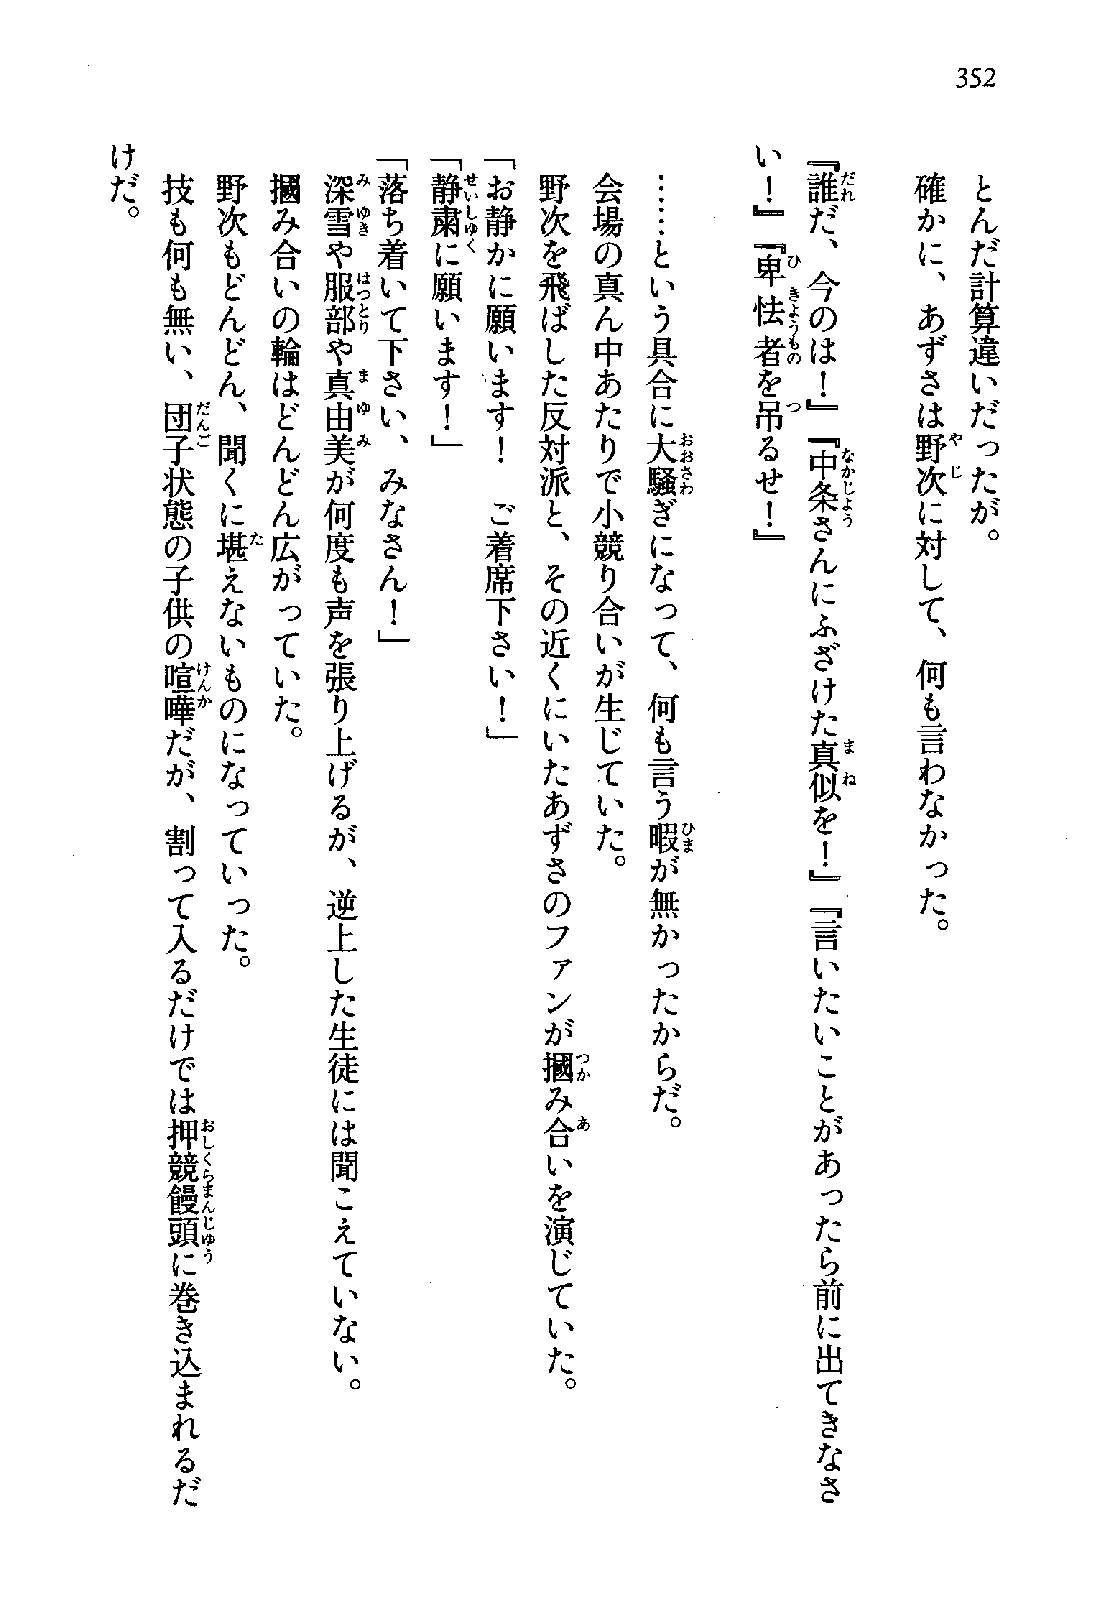 352
とんだ計算違いだったが。
確かに、あずさは野次に対して、何も言わなかった。
『誰だ、今のは！』『中条さんにふざけた真似を！』『言いたいことがあったら前に出てきなさ
い！』『卑怯者を吊るせ！』
……という具合に大騒ぎになって、何も言う暇が無かったからだ。
会場の真ん中あたりで小競り合いが生じていた。
野次を飛ばした反対派と、その近くにいたあずさのファンが摑み合いを演じていた。
「お静かに願います！　ご着席下さい！」
「静粛に願います！」
「落ち着いて下さい、みなさん！」
深雪や服部や真由美が何度も声を張り上げるが、逆上した生徒には聞こえていない。
摑み合いの輪はどんどん広がっていた。
野次もどんどん、聞くに堪えないものになっていった。
技も何も無い、団子状態の子供の喧嘩だが、割って入るだけでは押競饅頭に巻き込まれるだ
けだ。